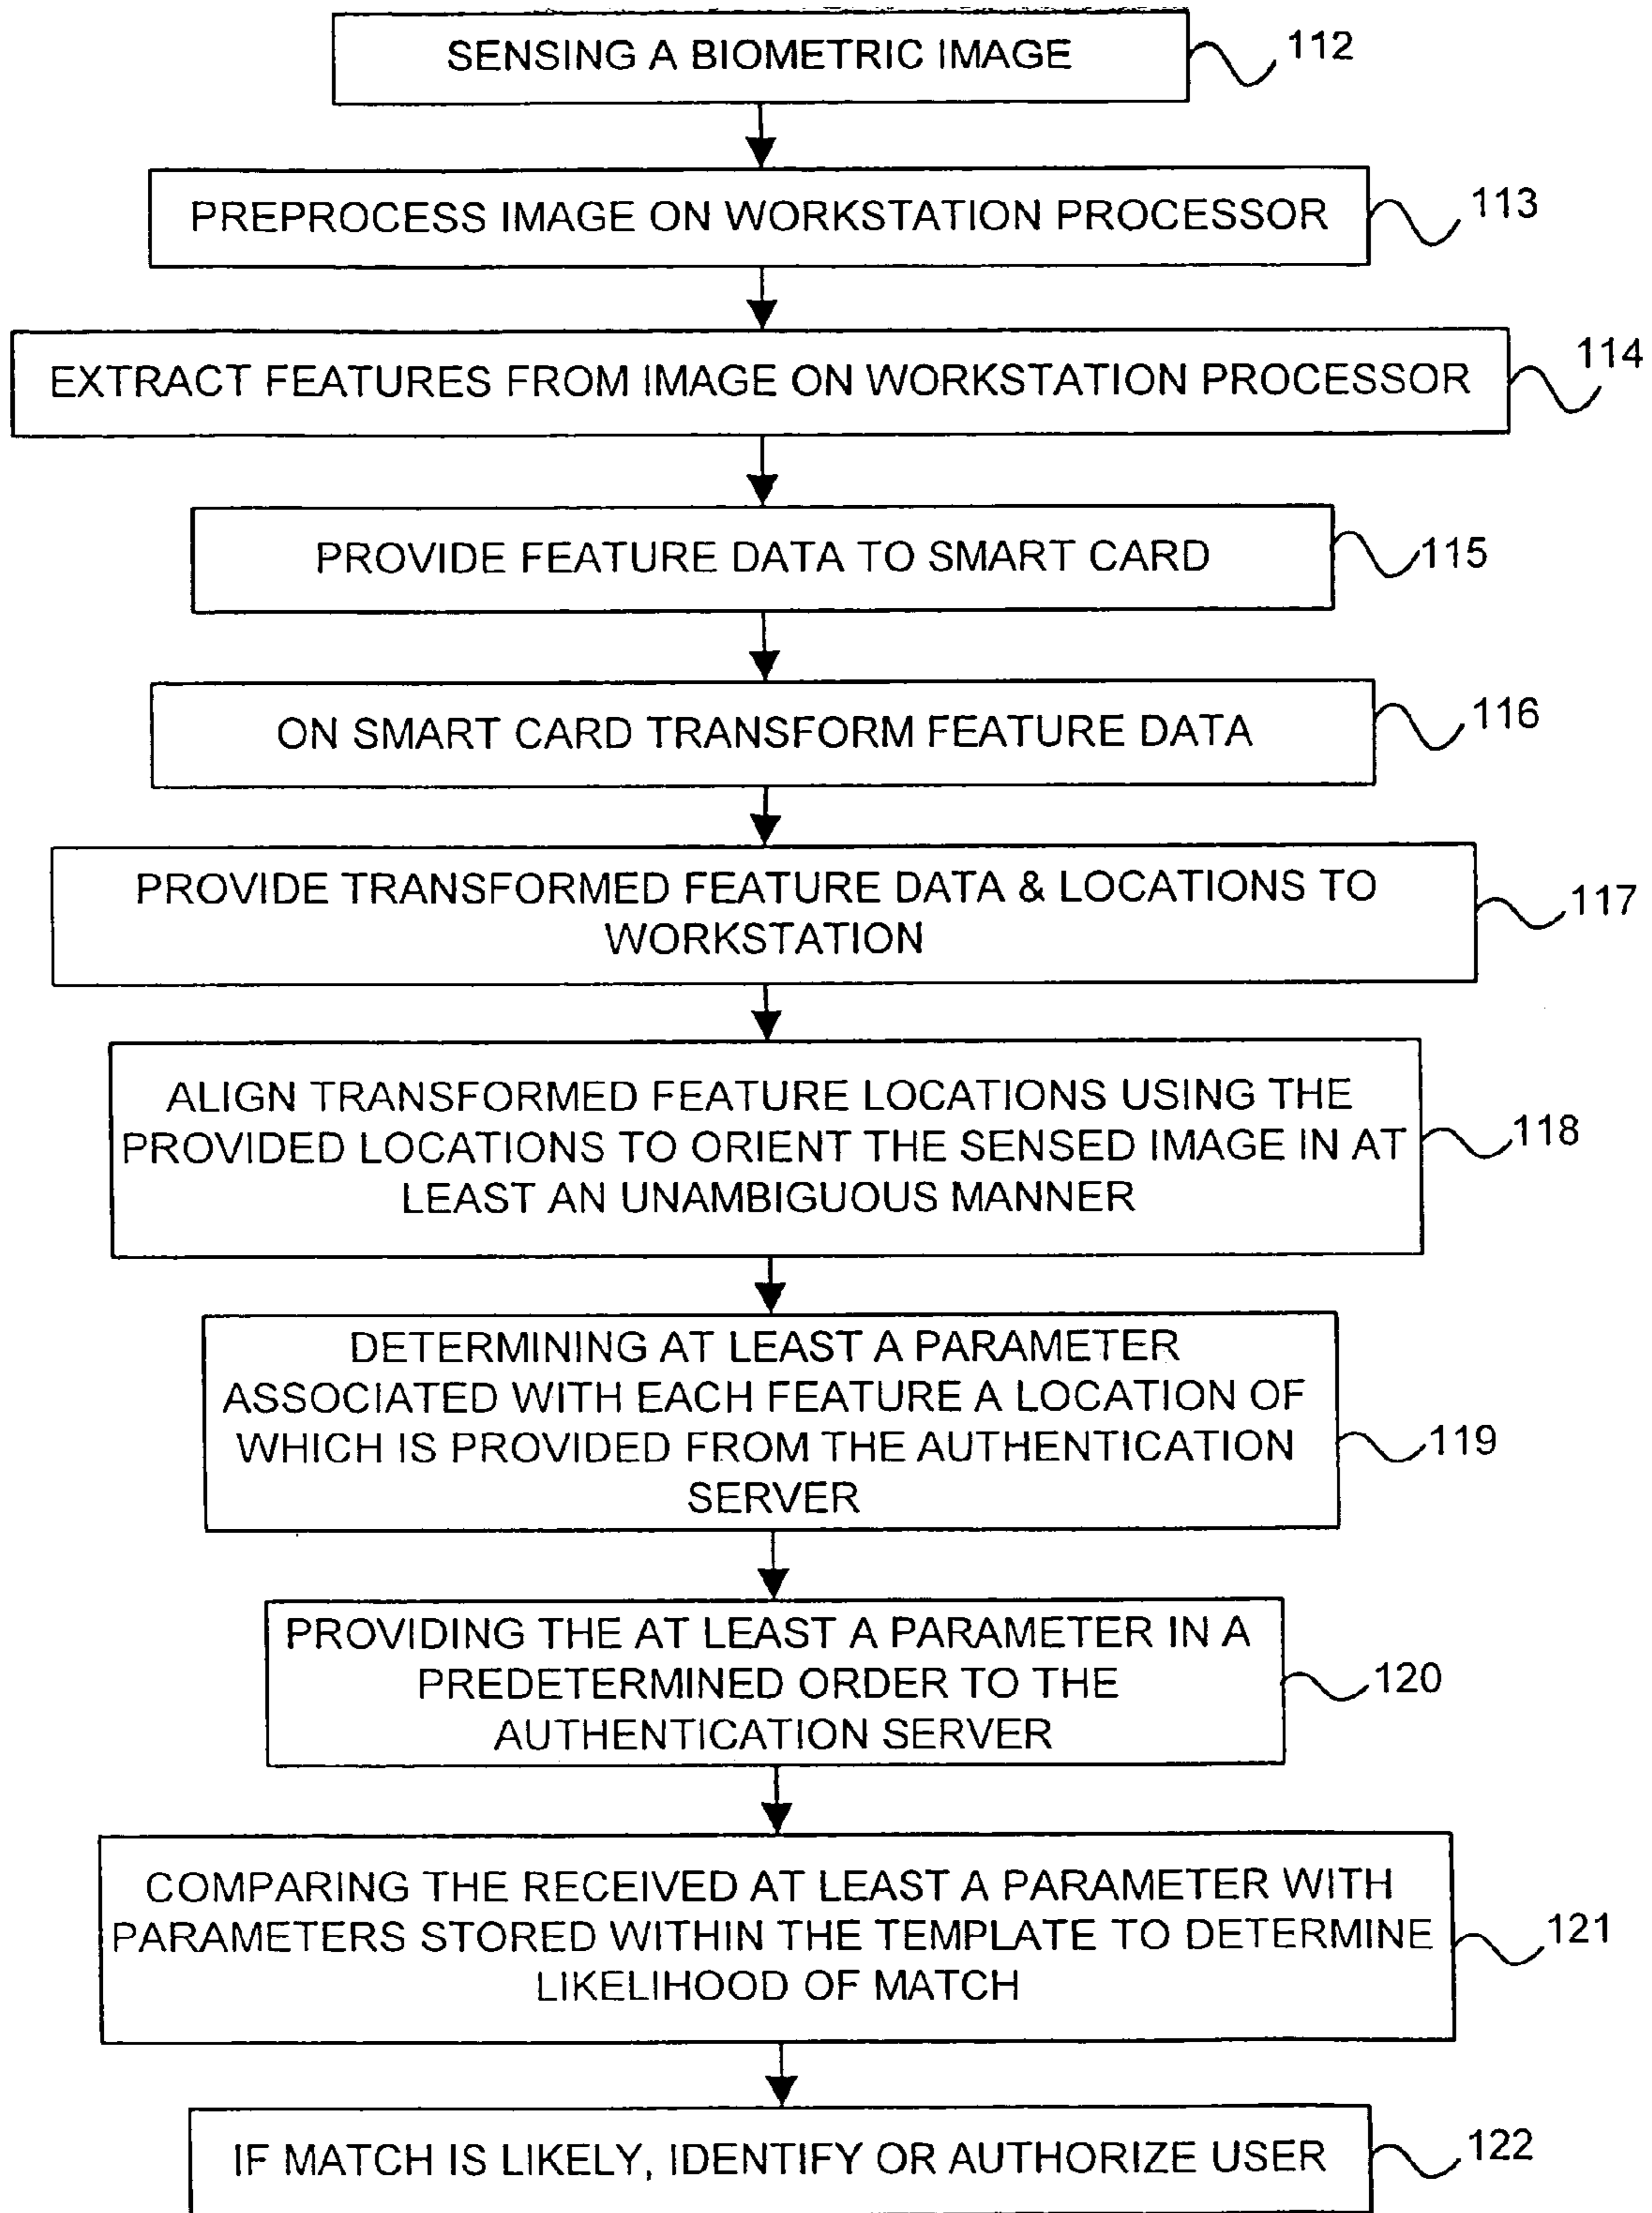 SENSING A BIOMETRIC IMAGE
112
PREPROCESS IMAGE ON WORKSTATION PROCESSOR
113
EXTRACT FEATURES FROM IMAGE ON WORKSTATION PROCESSOR
114
PROVIDE FEATURE DATA TO SMART CARD
115
ON SMART CARD TRANSFORM FEATURE DATA
116
PROVIDE TRANSFORMED FEATURE DATA & LOCATIONS TO
WORKSTATION
117
ALIGN TRANSFORMED FEATURE LOCATIONS USING THE
PROVIDED LOCATIONS TO ORIENT THE SENSED IMAGE IN AT
LEAST AN UNAMBIGUOUS MANNER
118
DETERMINING AT LEAST A PARAMETER
ASSOCIATED WITH EACH FEATURE A LOCATION OF
WHICH IS PROVIDED FROM THE AUTHENTICATION
SERVER
119
PROVIDING THE AT LEAST A PARAMETER IN A
PREDETERMINED ORDER TO THE
AUTHENTICATION SERVER
120
COMPARING THE RECEIVED AT LEAST A PARAMETER WITH
PARAMETERS STORED WITHIN THE TEMPLATE TO DETERMINE
LIKELIHOOD OF MATCH
121
IF MATCH IS LIKELY, IDENTIFY OR AUTHORIZE USER
122